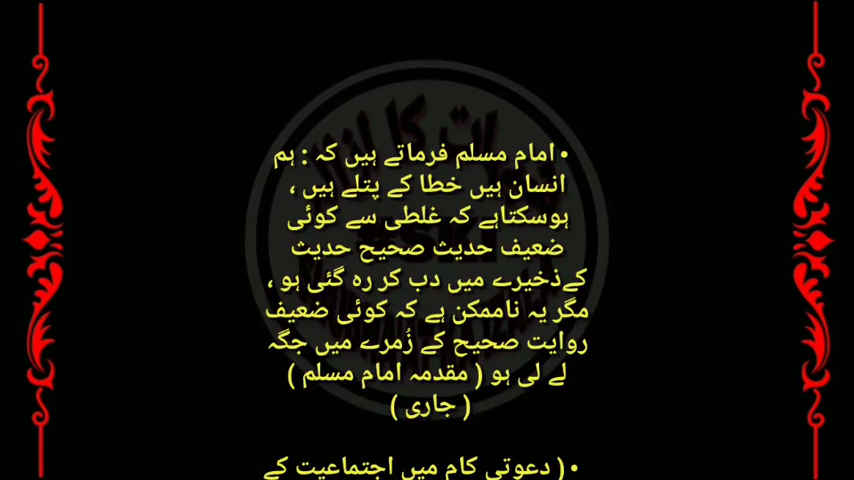 • امام مسلم فرماتے ہیں کہ : ہم
انسان ہیں خطا کے پتلے ہیں ،
ہوسکتاہے کہ غلطی سے کوئی
ضعیف حدیث صحیح حدیث
کےذخیرے میں دب کر رہ گئی ہو ،
مگر یہ ناممکن ہے کہ کوئی ضعیف
روایت صحیح کے زُمرے میں جگہ
لے لی ہو ( مقدمہ امام مسلم )
( جاری )
• ( دعوتی کام میں اجتماعیت کے